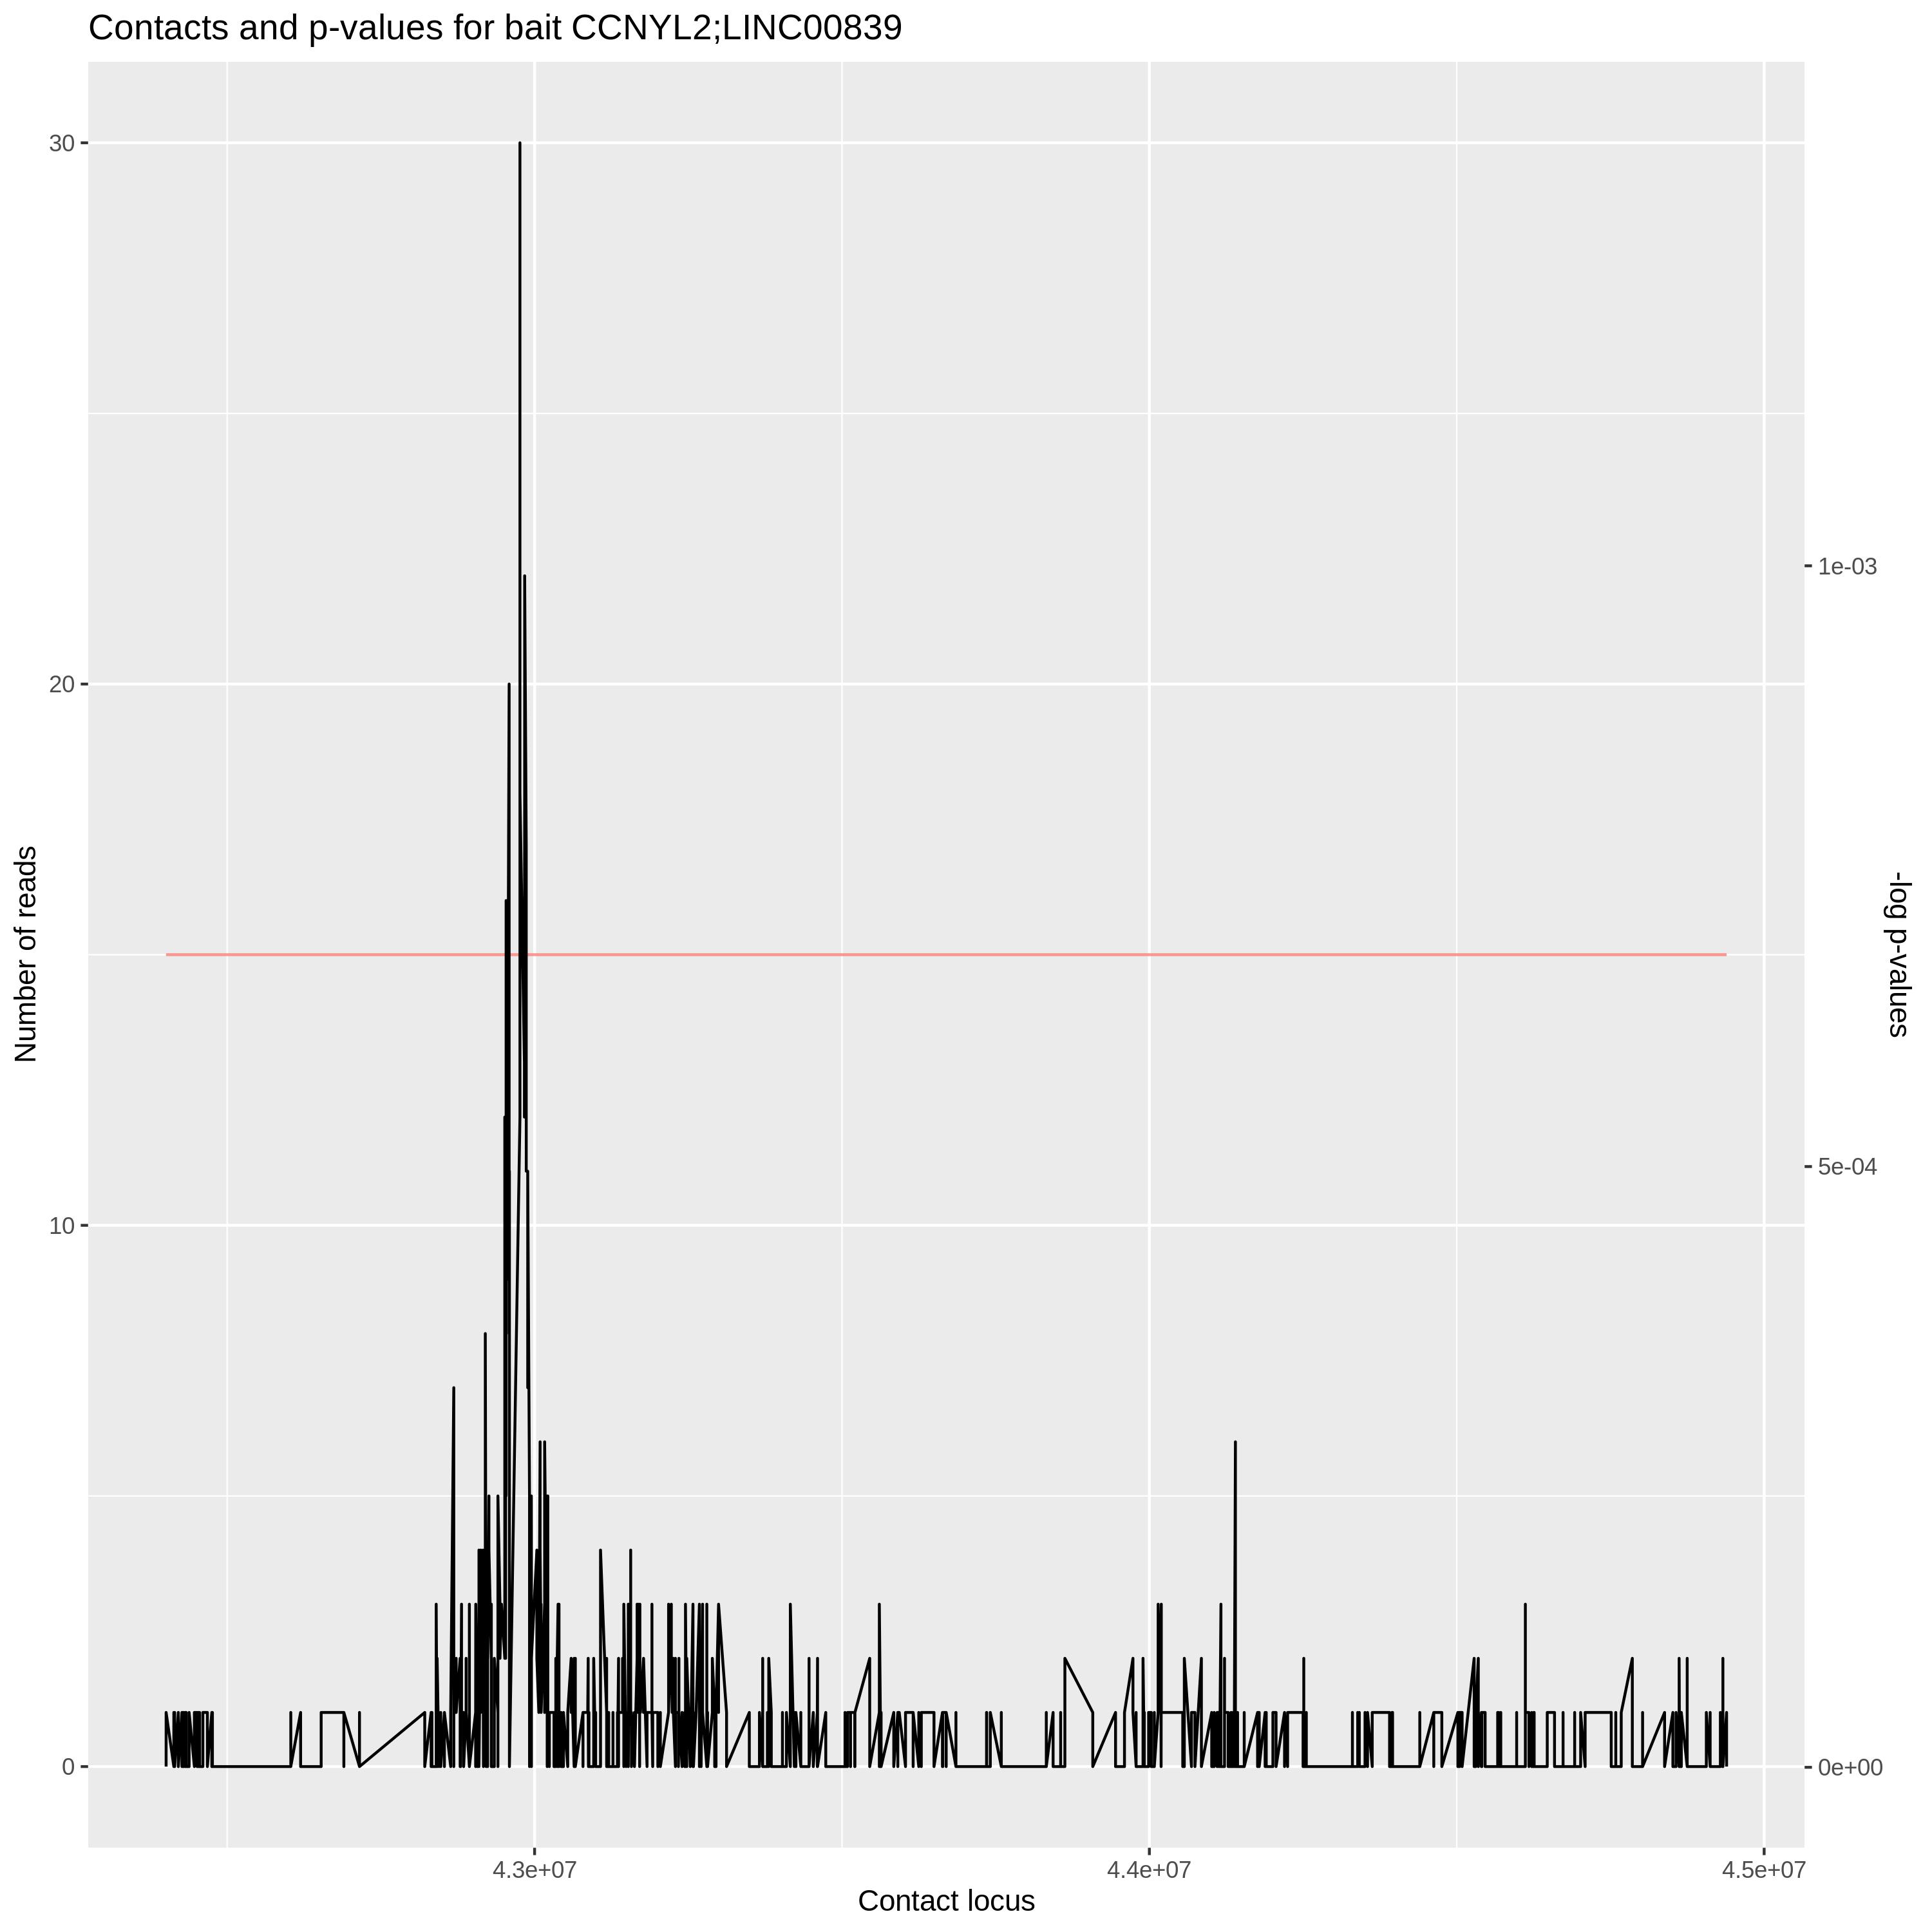 Contacts and p-values for bait CCNYL2;LINC00839
30
20
10
0
Number of reads
1e-03
5e-04
0e+00
-log p-values
4.3e+07
4.4e+07
4.5e+07
Contact locus